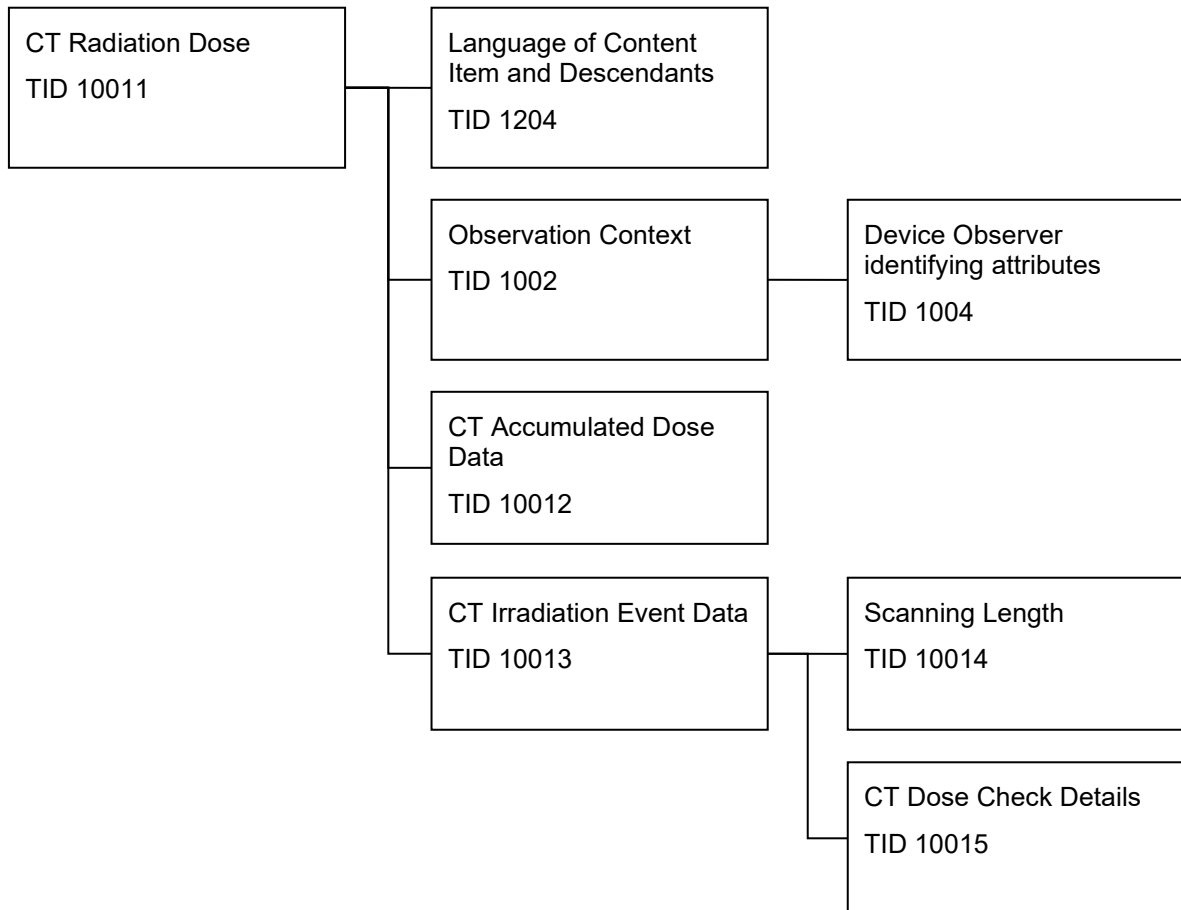 CT Radiation Dose
TID 10011
Language of Content
Item and Descendants
TID 1204
Observation Context
TID 1002
Device Observer
identifying attributes
TID 1004
CT Accumulated Dose
Data
TID 10012
CT Irradiation Event Data
TID 10013
Scanning Length
TID 10014
CT Dose Check Details
TID 10015